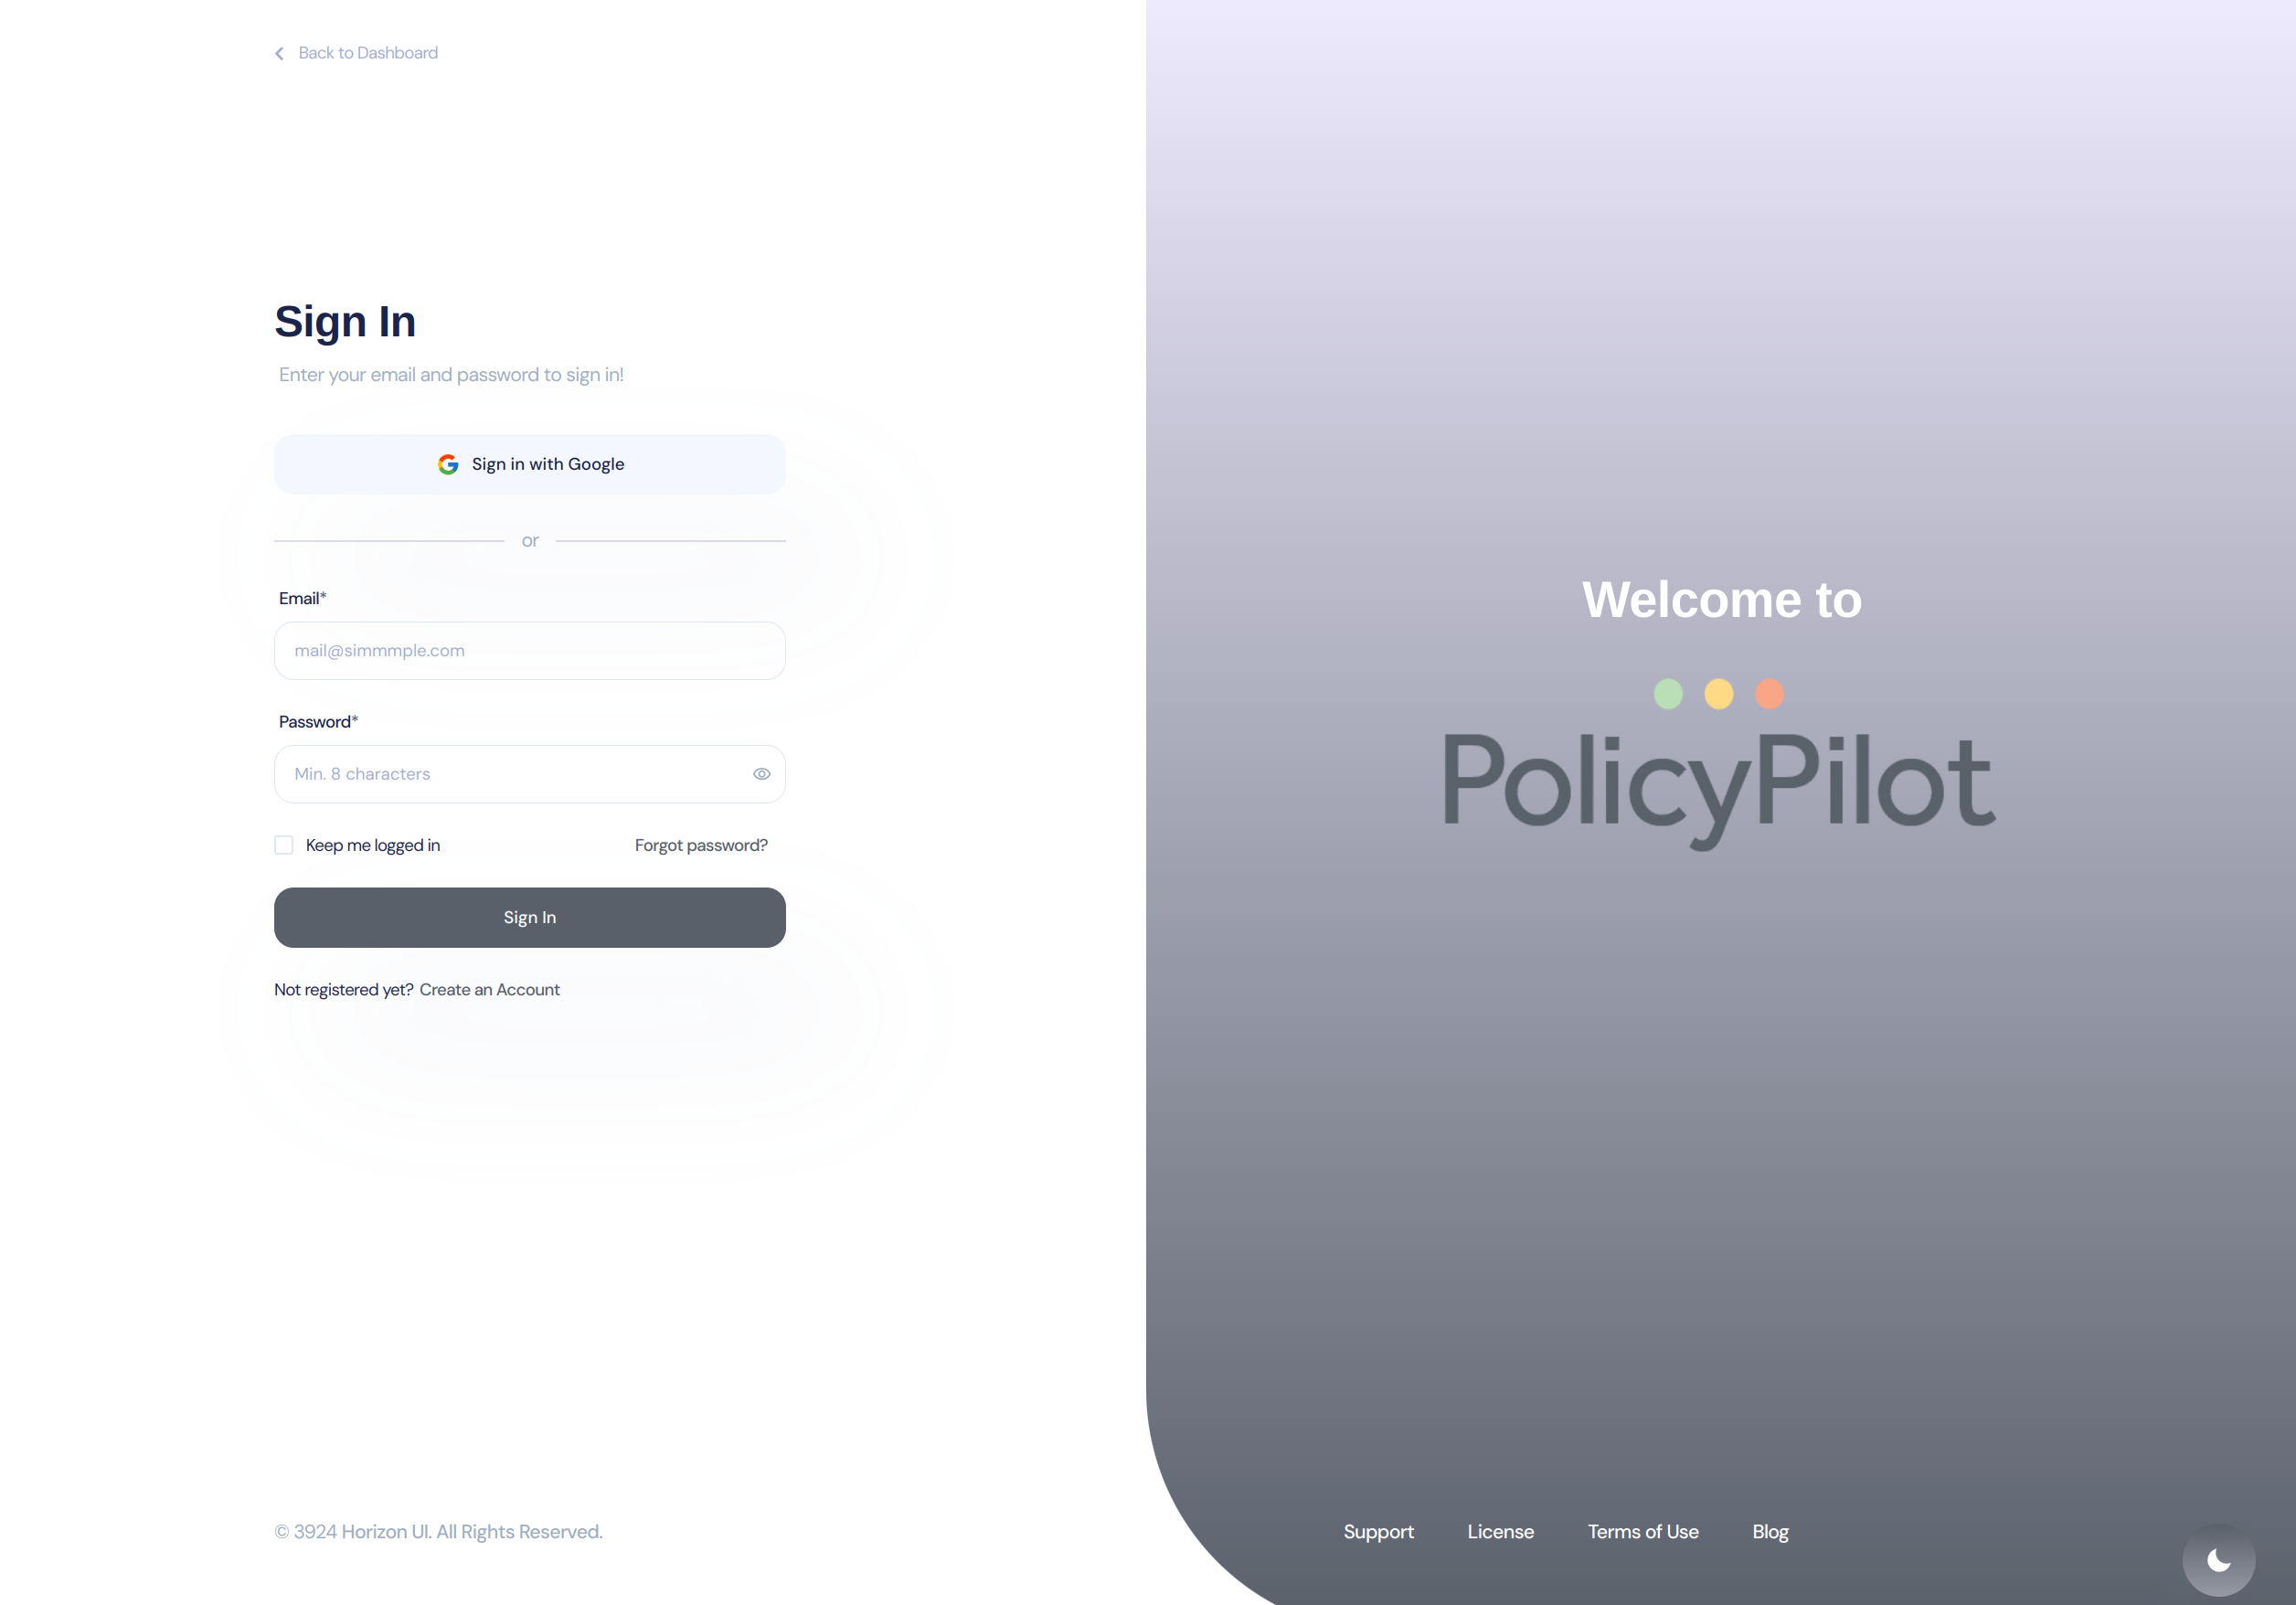 Back to Dashboard
Sign In
Enter your email and password to sign in!
Sign in with Google
or
Email*
mail@simmmple.com
Password*
Min. 8 characters
Keep me logged in
Forgot password?
Sign In
Not registered yet? Create an Account
© 3924 Horizon UI. All Rights Reserved.
Welcome to
PolicyPilot
Support
License
Terms of Use
Blog